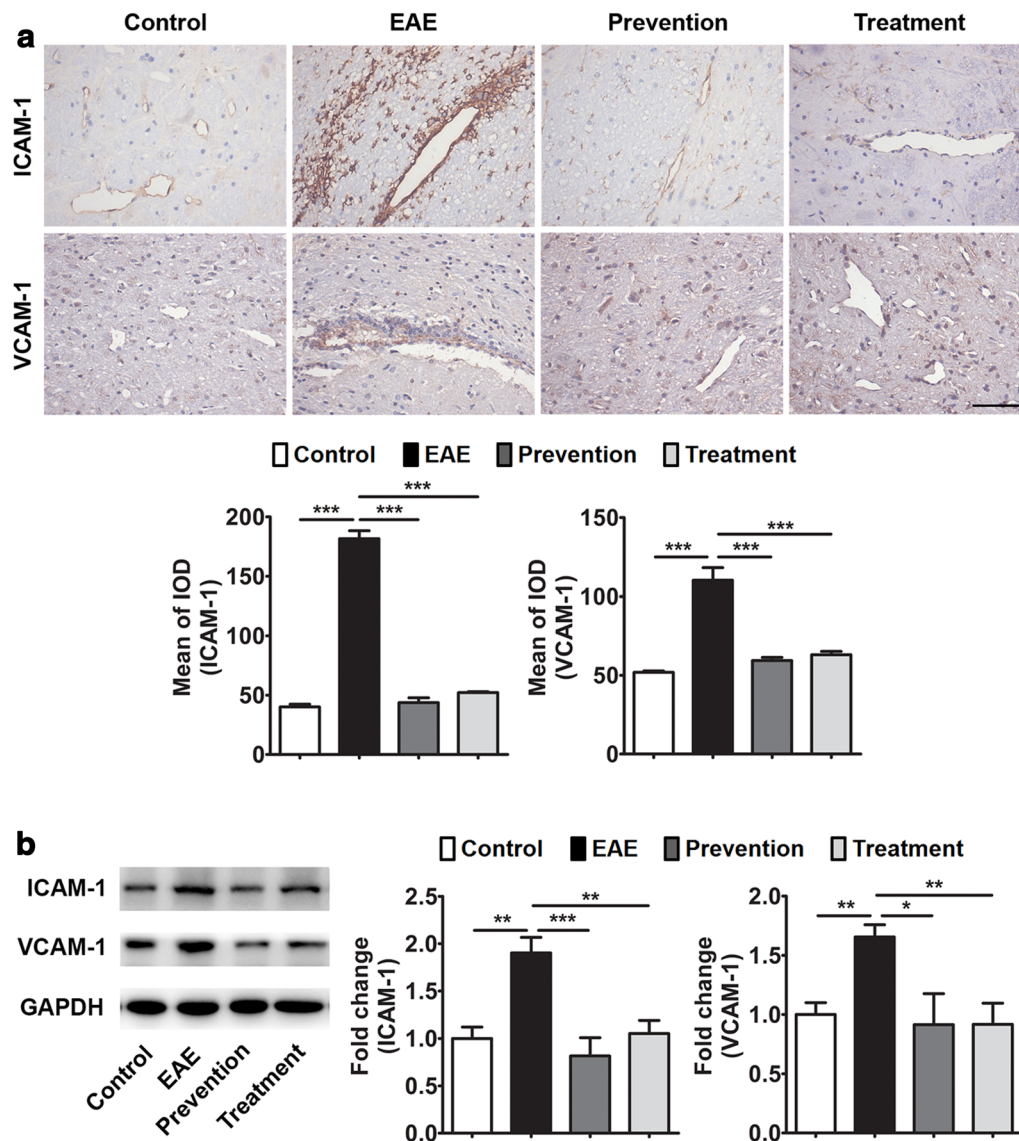 a
Control EAE Prevention Treatment
ICAM-1
VCAM-1
Control EAE Prevention Treatment
Mean of IOD
(ICAM-1)
200
150
100
50
0
***
*** ***
Mean of IOD
(VCAM-1)
150
100
50
0
***
*** ***
b
ICAM-1
VCAM-1
GAPDH
Control
EAE
Prevention
Treatment
Control EAE Prevention Treatment
Fold change
(ICAM-1)
2.5
2.0
1.5
1.0
0.5
0.0
**
** ***
Fold change
(VCAM-1)
2.0
1.5
1.0
0.5
0.0
**
** *